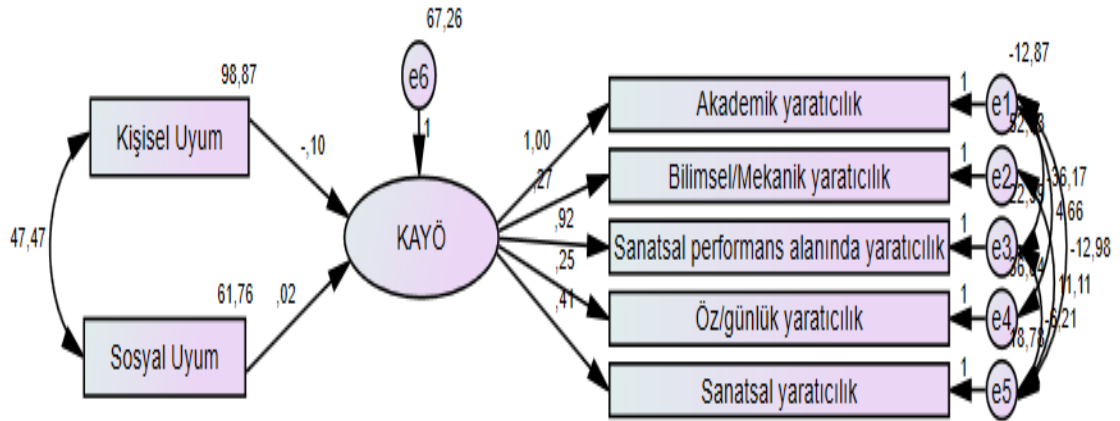 67,26
-12,87
98,87
e6
1
Kişisel Uyum
-,10
1,00
Akademik yaratıcılık
1
e1
,27
Bilimsel/Mekanik yaratıcılık
1
e2
-36,17
47,47
KAYÖ
,92
Sanatsal performans alanında yaratıcılık
1
e3
4,66
-12,98
61,76
,02
,25
Öz/günlük yaratıcılık
1
e4
11,11
Sosyal Uyum
,41
Sanatsal yaratıcılık
1
e5
18,78